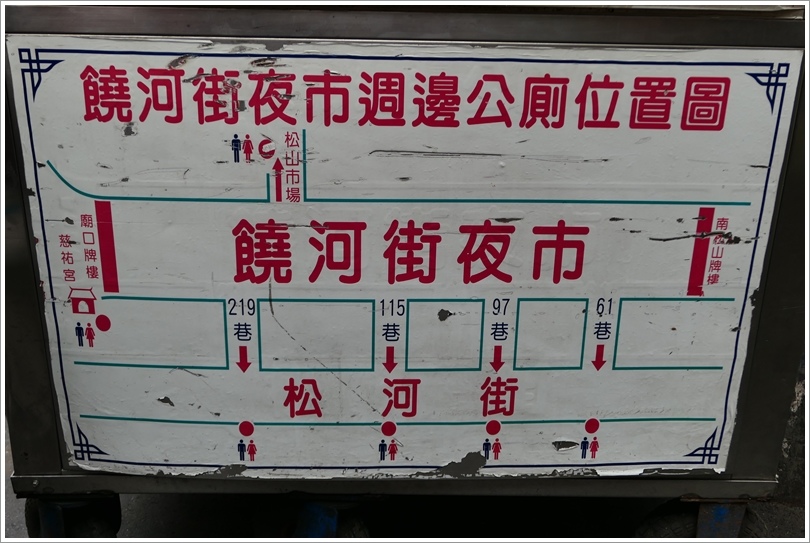 饒河街夜市週邊公廁位置圖
松山市場
廟口牌樓
慈祐宮
饒河街夜市
南松山牌樓
219巷
115巷
97巷
61巷
松河街